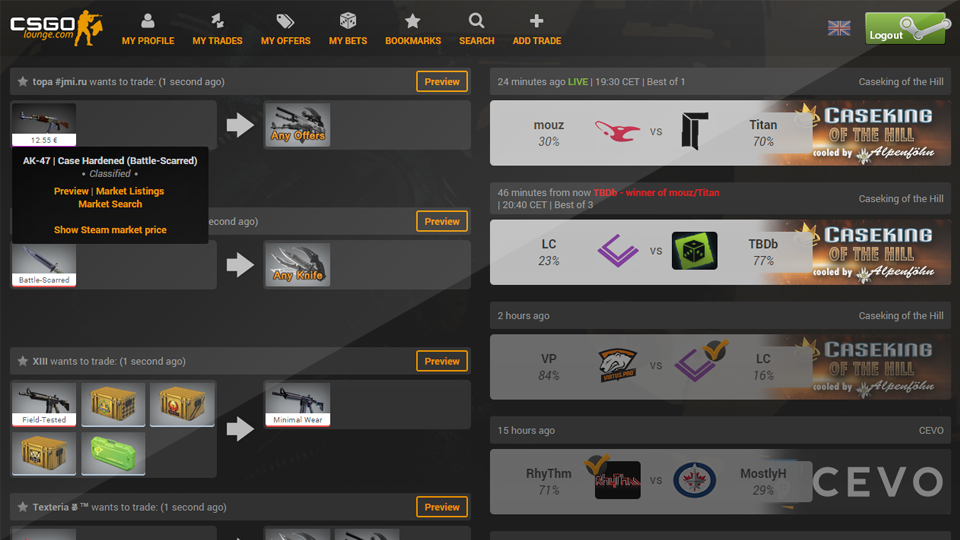 CSGO
lounge.com
MY PROFILE
MY TRADES
MY OFFERS
MY BETS
BOOKMARKS
SEARCH
ADD TRADE
Logout
topa #jmi.ru wants to trade: (1 second ago)
Preview
12.55 €
Any Offers
AK-47 | Case Hardened (Battle-Scarred)
• Classified •
Preview | Market Listings
Market Search
Show Steam market price
second ago)
Preview
Battle-Scarred
Any Knife
XIII wants to trade: (1 second ago)
Preview
Field-Tested
Minimal Wear
Texteria ™ wants to trade: (1 second ago)
Preview
24 minutes ago LIVE | 19:30 CET | Best of 1
Caseking of the Hill
mouz
30%
vs
Titan
70%
CASEKING
OF THE HILL
cooled by Alpenföhn
46 minutes from now TBDb - winner of mouz/Titan
| 20:40 CET | Best of 3
Caseking of the Hill
LC
23%
vs
TBDb
77%
CASEKING
OF THE HILL
cooled by Alpenföhn
2 hours ago
Caseking of the Hill
VP
84%
VIRTUS.PRO
vs
LC
16%
CASEKING
OF THE HILL
cooled by Alpenföhn
15 hours ago
CEVO
RhyThm
71%
RHYTHM
vs
MostlyH
29%
CEVO